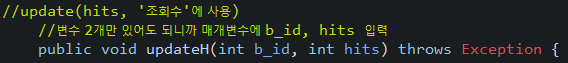 //update(hits, '조회수'에 사용)
//변수 2개만 있어도 되니까 매개변수에 b_id, hits 입력
public void updateH(int b_id, int hits) throws Exception {